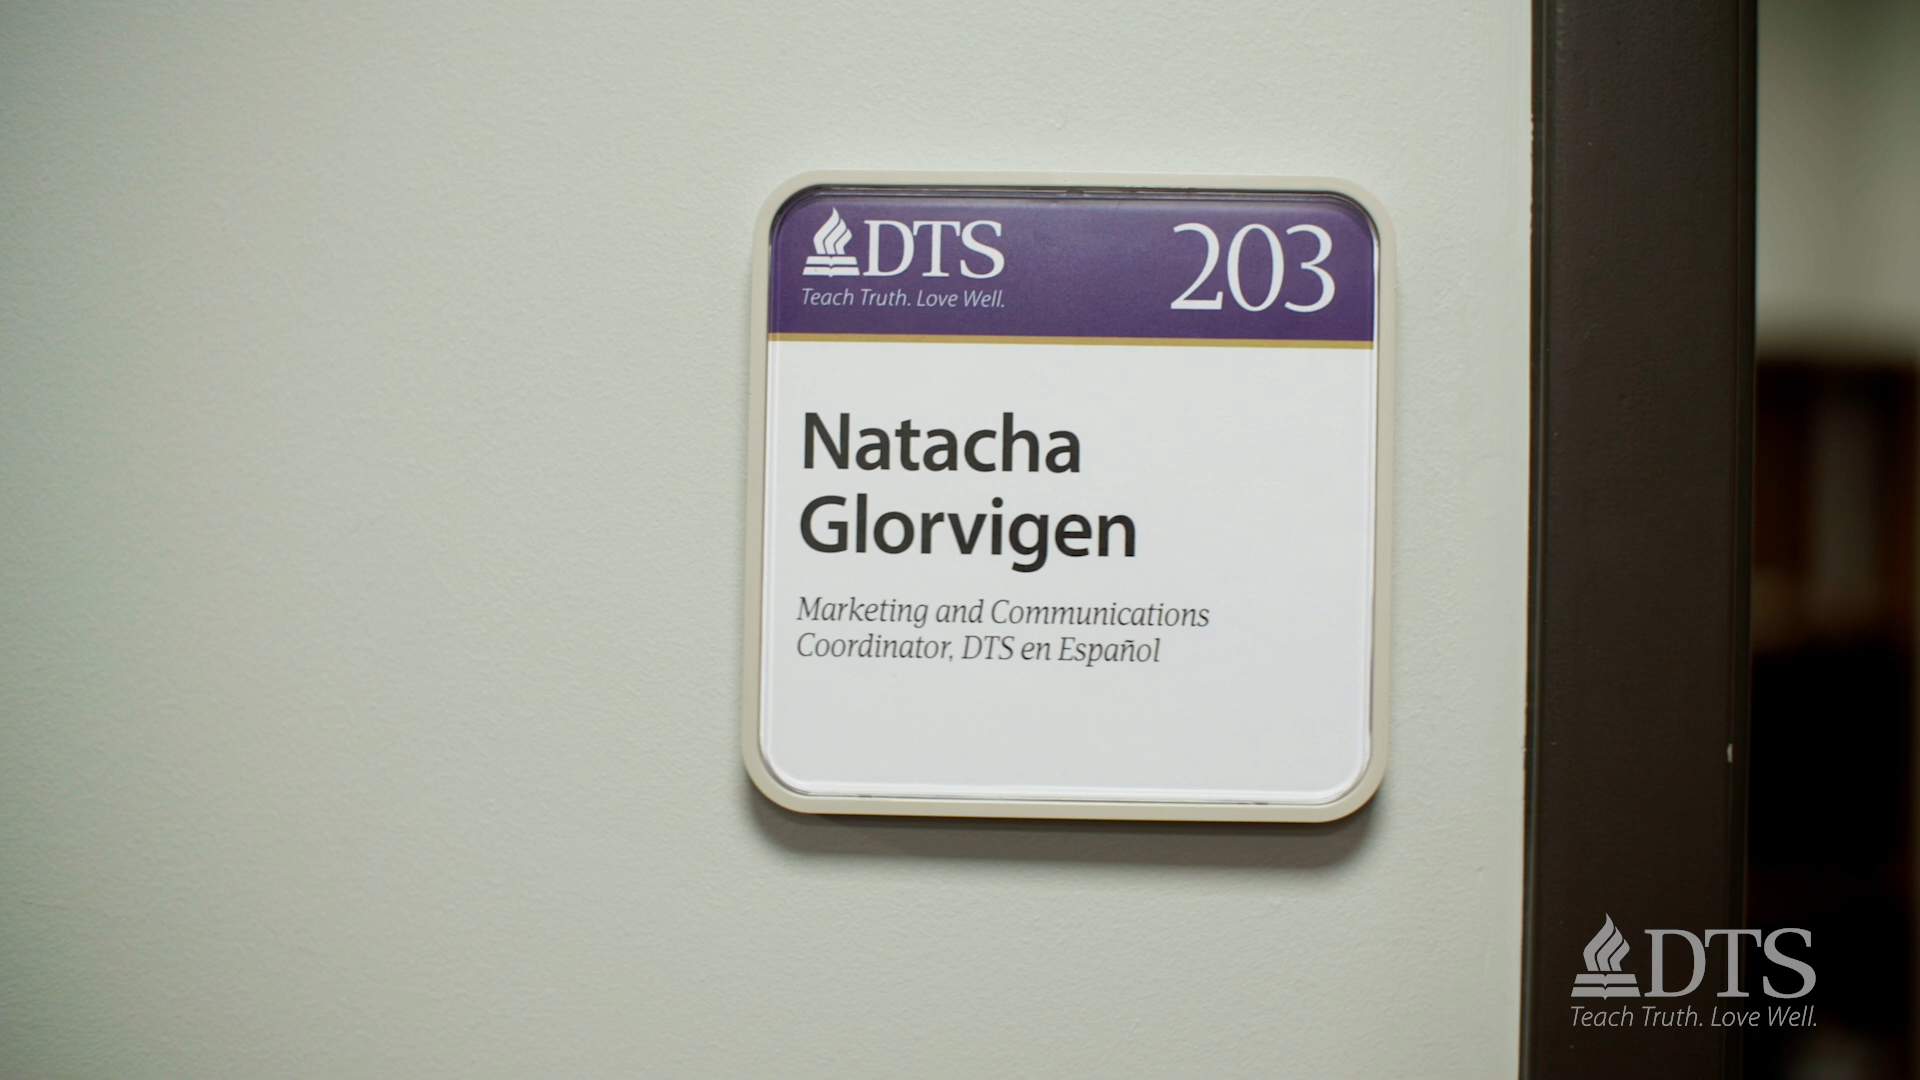 DTS
203
Teach Truth. Love Well.
Natacha
Glorvigen
Marketing and Communications
Coordinator, DTS en Español
DTS
Teach Truth. Love Well.